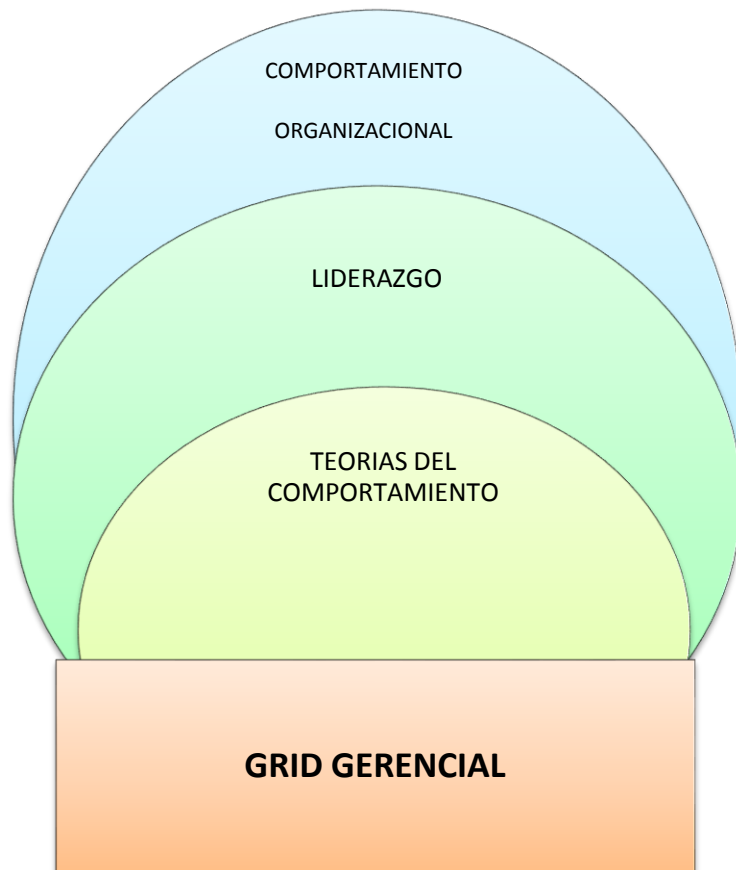 COMPORTAMIENTO
ORGANIZACIONAL
LIDERAZGO
TEORIAS DEL
COMPORTAMIENTO
GRID GERENCIAL